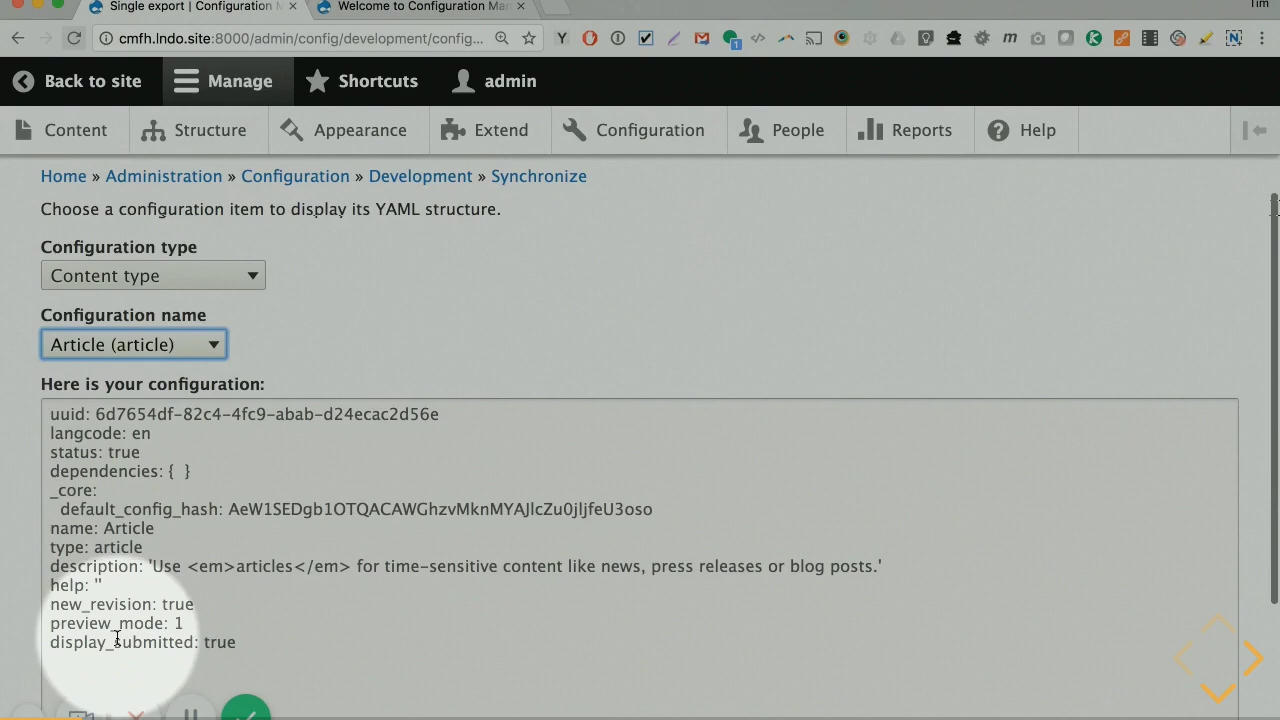 Single export | Configuration M
Welcome to Configuration Man
Tim
cmfh.lndo.site:8000/admin/config/development/config...
1
Back to site
Manage
Shortcuts
admin
Content
Structure
Appearance
Extend
Configuration
People
Reports
Help
Home » Administration » Configuration » Development » Synchronize
Choose a configuration item to display its YAML structure.
Configuration type
Content type
Configuration name
Article (article)
Here is your configuration:
uuid: 6d7654df-82c4-4fc9-abab-d24ecac2d56e
langcode: en
status: true
dependencies: {  }
_core:
  default_config_hash: AeW1SEDgb1OTQACAWGhzvMknMYAJlcZu0jljfeU3oso
name: Article
type: article
description: 'Use <em>articles</em> for time-sensitive content like news, press releases or blog posts.'
help: ''
new_revision: true
preview_mode: 1
display_submitted: true